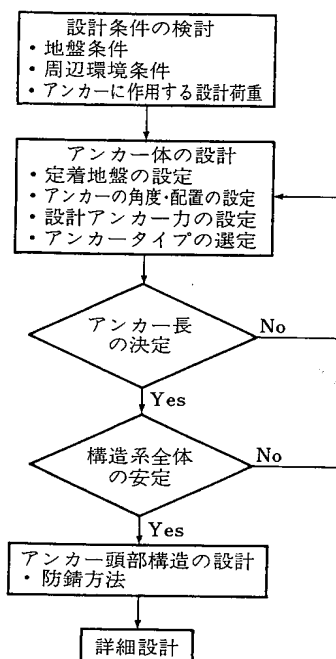 設計条件の検討
・地盤条件
・周辺環境条件
・アンカーに作用する設計荷重
アンカー体の設計
・定着地盤の設定
・アンカーの角度・配置の設定
・設計アンカー力の設定
・アンカータイプの選定
アンカー長
の決定
No
Yes
構造系全体
の安定
No
Yes
アンカー頭部構造の設計
・防錆方法
詳細設計